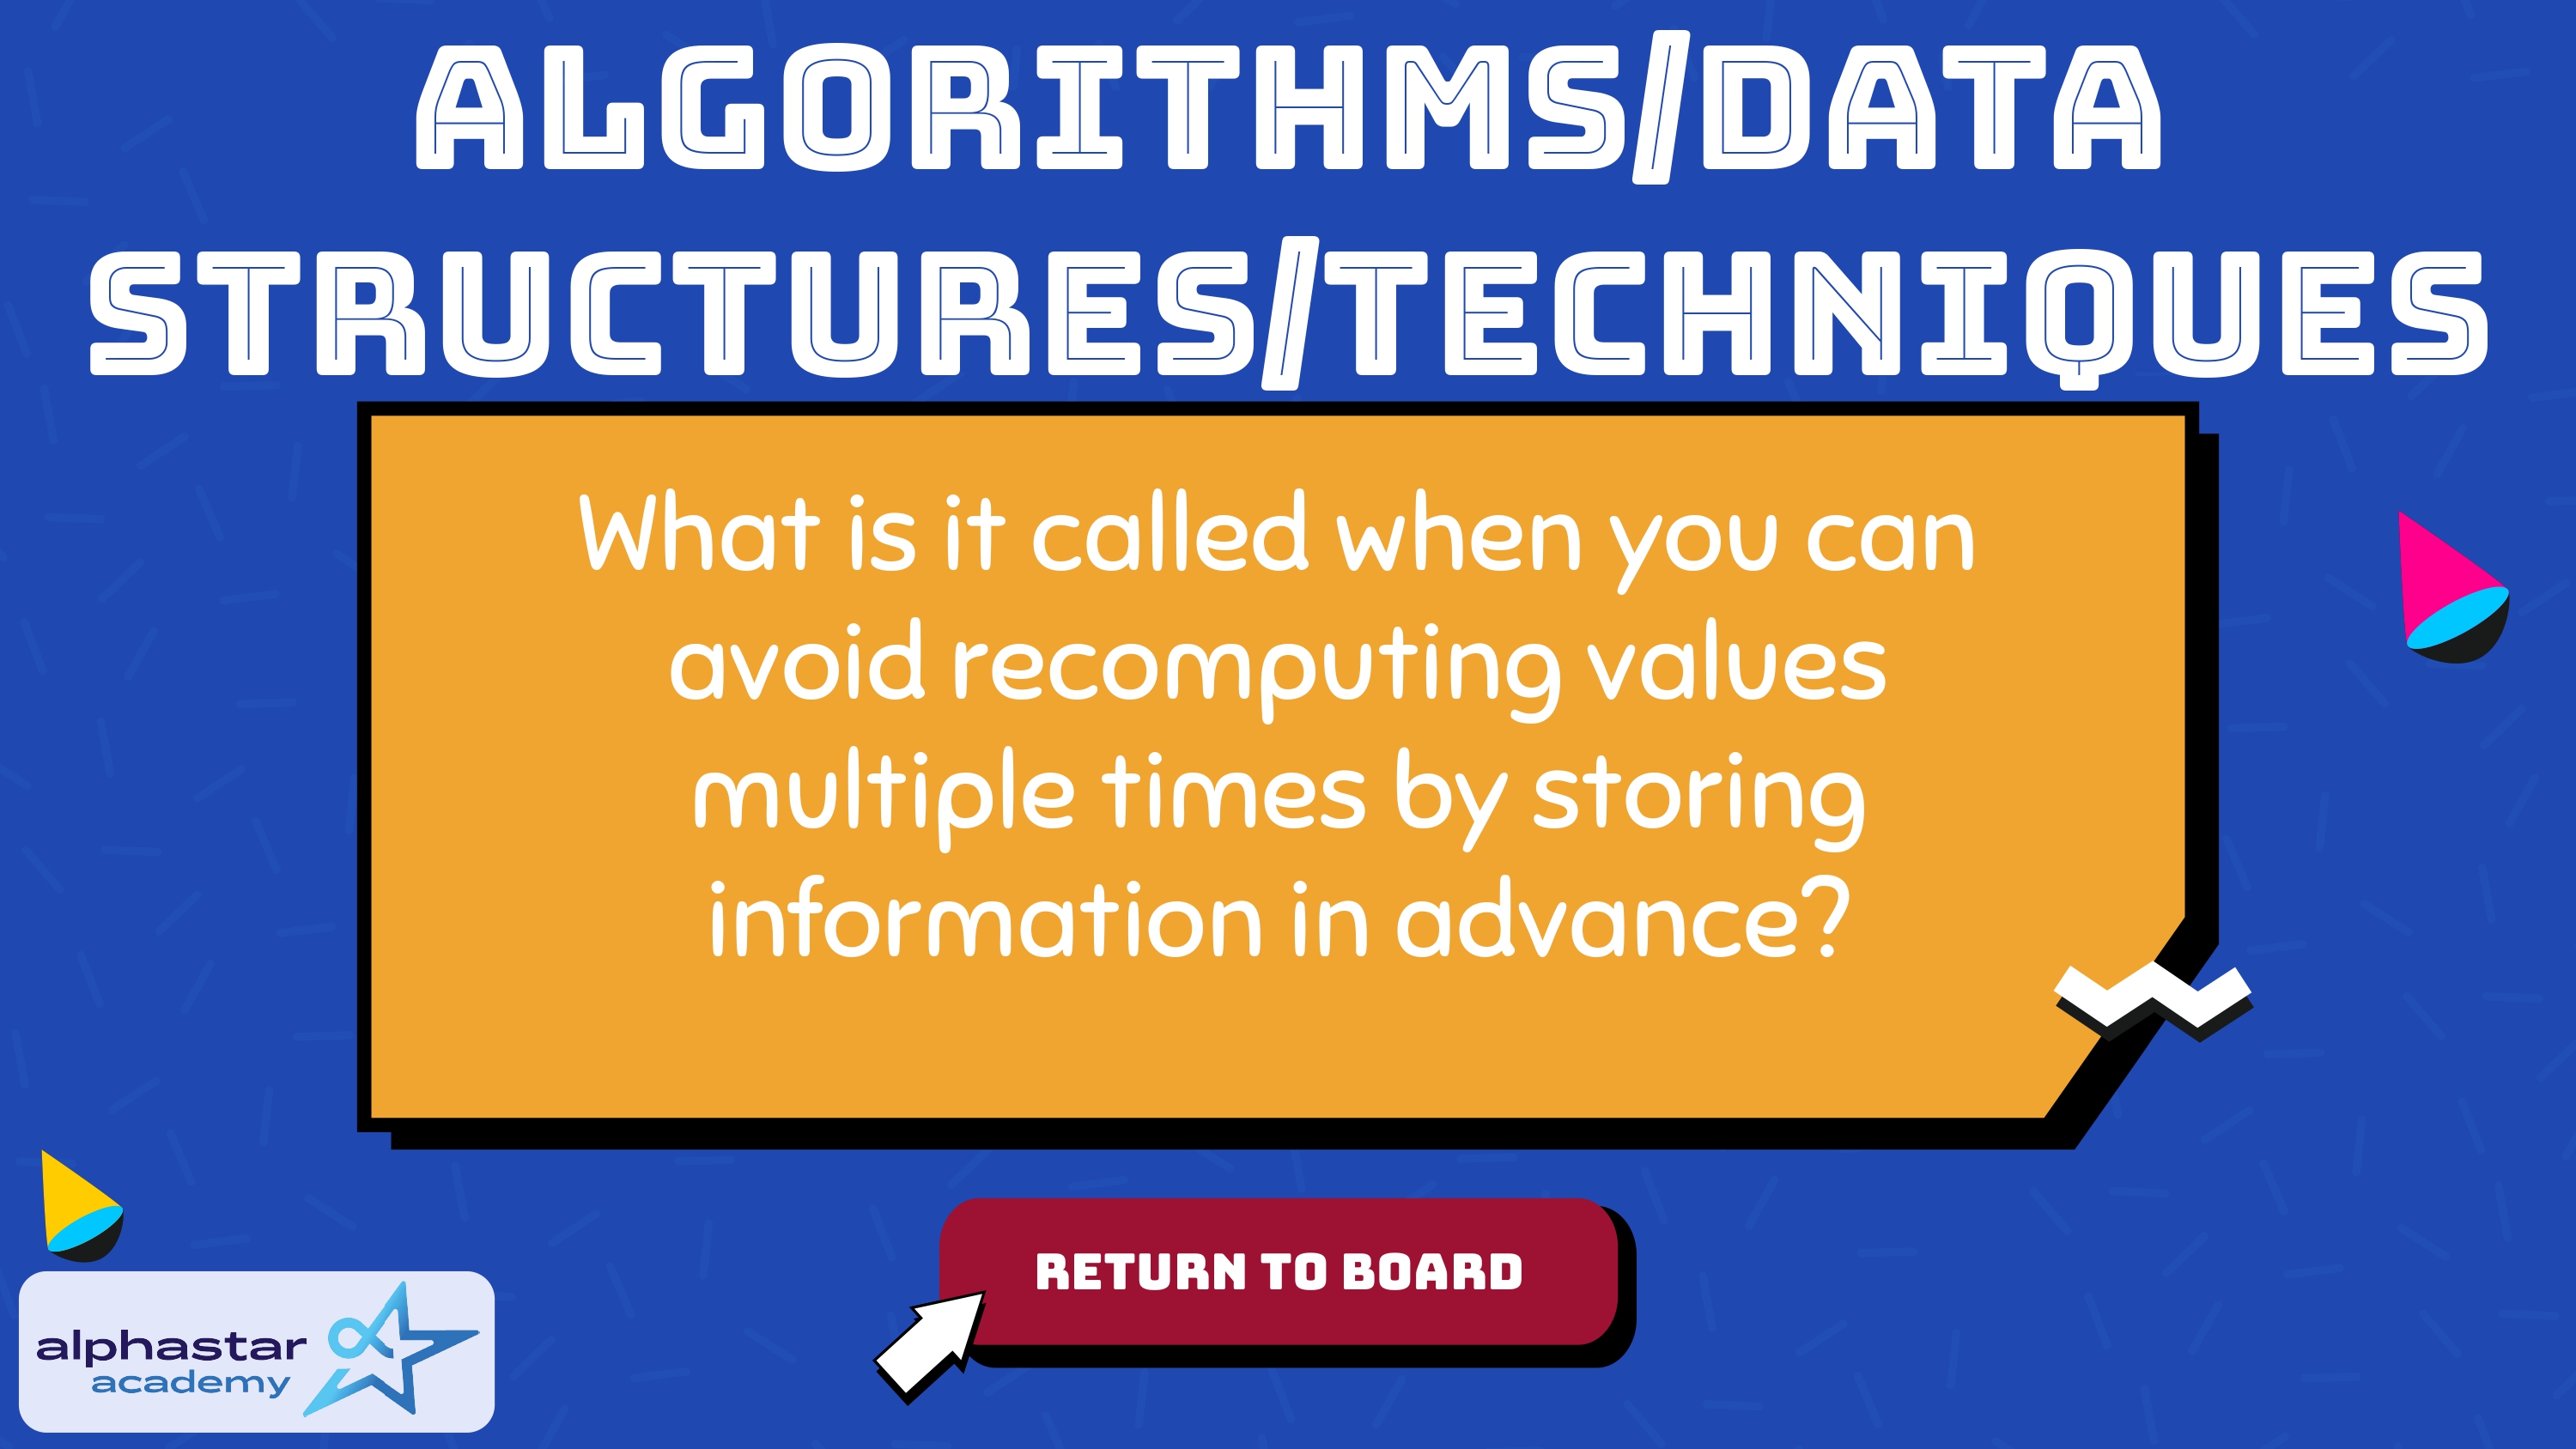 ALGORITHMS/DATA
STRUCTURES/TECHNIQUES
What is it called when you can
avoid recomputing values
multiple times by storing
information in advance?
RETURN TO BOARD
alphastar
academy